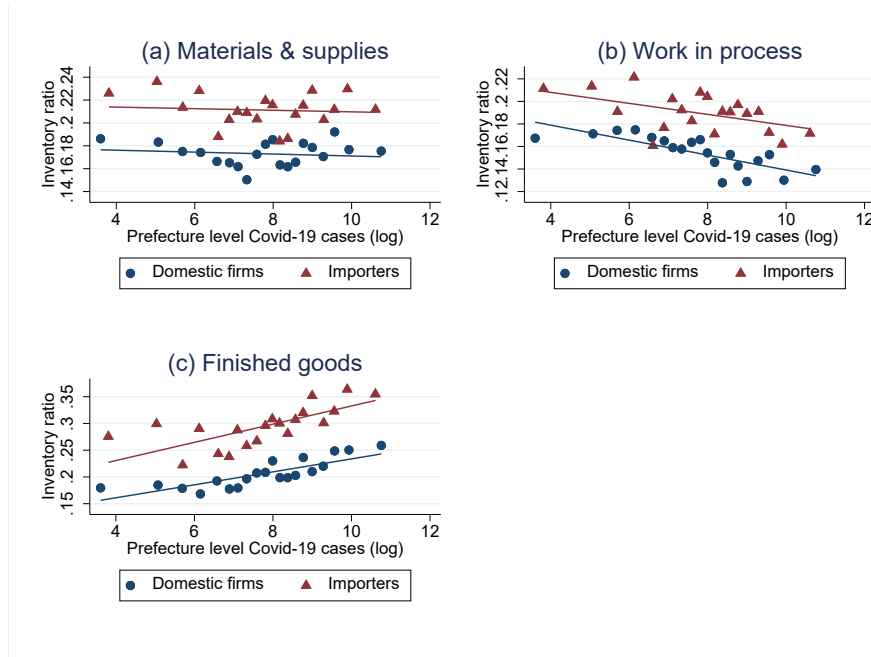 (a) Materials & supplies
Inventory ratio
.14 .16 .18 .2 .22 .24
4 6 8 10 12
Prefecture level Covid-19 cases (log)
Domestic firms Importers
(b) Work in process
Inventory ratio
.12 .14 .16 .18 .2 .22
4 6 8 10 12
Prefecture level Covid-19 cases (log)
Domestic firms Importers
(c) Finished goods
Inventory ratio
.15 .2 .25 .3 .35
4 6 8 10 12
Prefecture level Covid-19 cases (log)
Domestic firms Importers